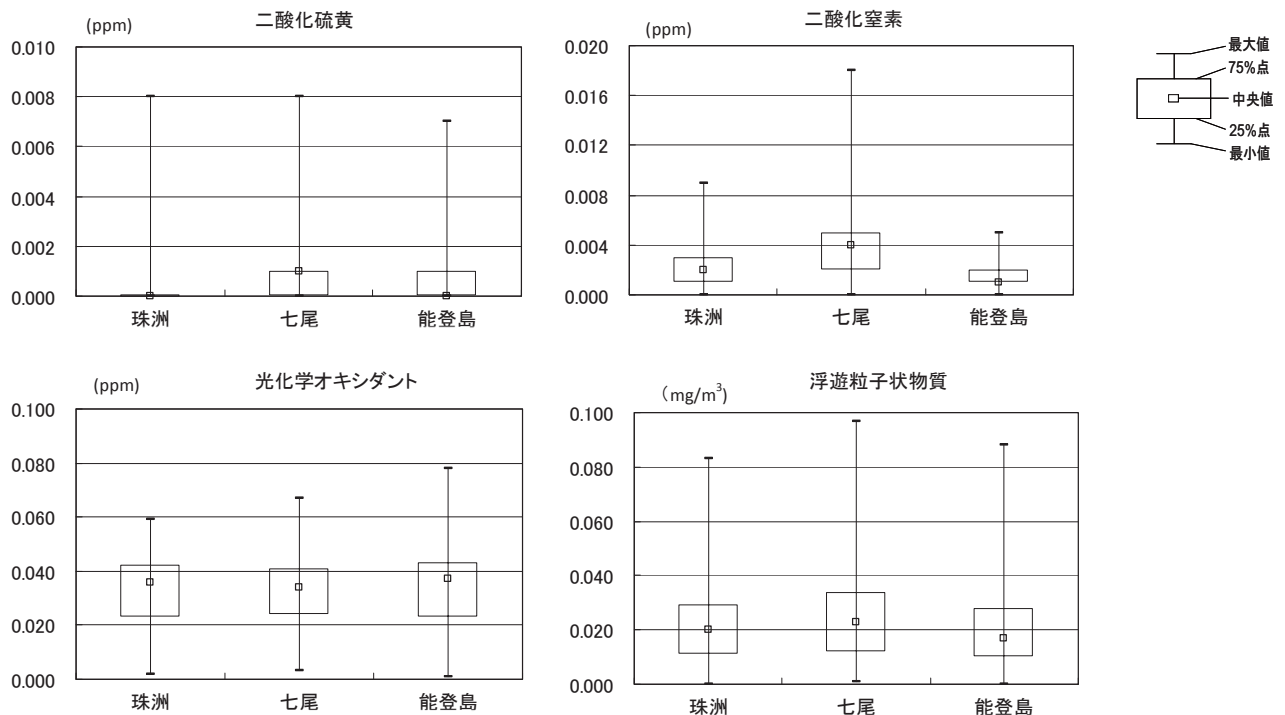 二酸化硫黄
(ppm)
0.010
0.008
0.006
0.004
0.002
0.000
珠洲 七尾 能登島
二酸化窒素
(ppm)
0.020
0.016
0.012
0.008
0.004
0.000
珠洲 七尾 能登島
最大値
75%点
中央値
25%点
最小値
光化学オキシダント
(ppm)
0.100
0.080
0.060
0.040
0.020
0.000
珠洲 七尾 能登島
浮遊粒子状物質
(mg/m³)
0.100
0.080
0.060
0.040
0.020
0.000
珠洲 七尾 能登島